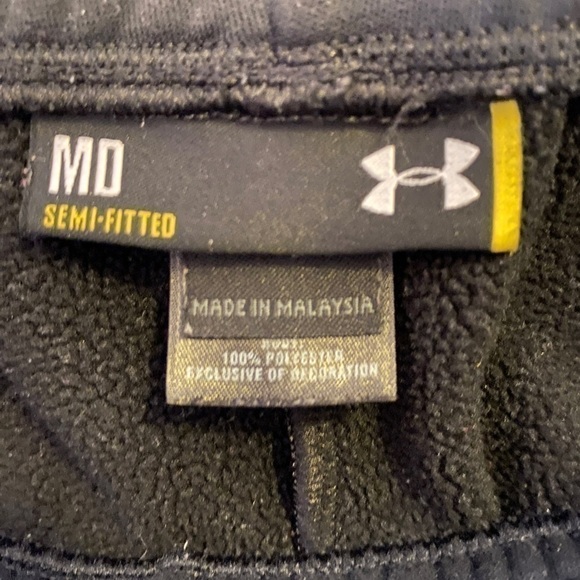 MD
SEMI-FITTED
MADE IN MALAYSIA
100% POLYESTER
EXCLUSIVE OF DECORATION